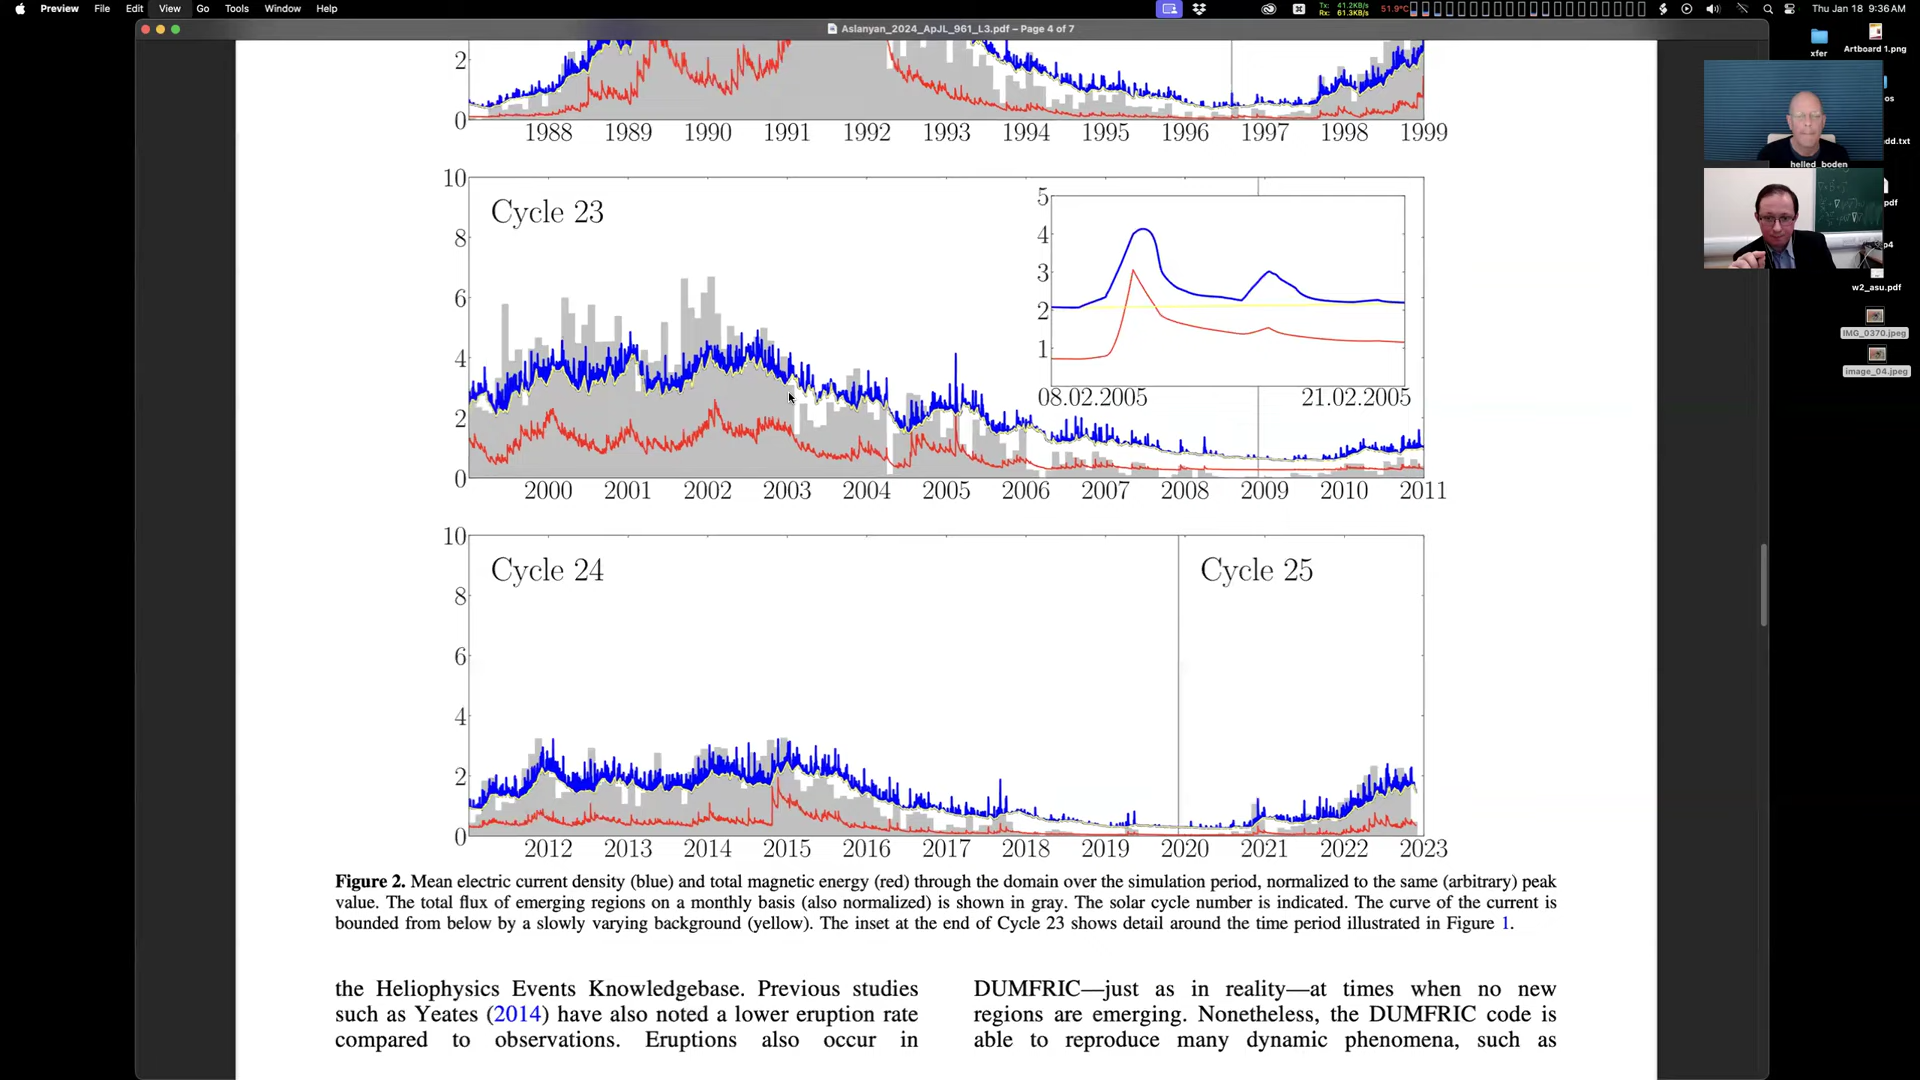 Preview File Edit View Go Tools Window Help
Tx: 41.2KB/s
Rx: 61.3KB/s
51.9°C
Thu Jan 18 9:36 AM
Aslanyan_2024_ApJL_961_L3.pdf – Page 4 of 7
xfer
Artboard 1.png
helled_boden
dd.txt
pdf
p4
w2_asu.pdf
IMG_0370.jpeg
image_04.jpeg
2
0
1988 1989 1990 1991 1992 1993 1994 1995 1996 1997 1998 1999
10
8
6
4
2
0
Cycle 23
5
4
3
2
1
08.02.2005 21.02.2005
2000 2001 2002 2003 2004 2005 2006 2007 2008 2009 2010 2011
10
8
6
4
2
0
Cycle 24
Cycle 25
2012 2013 2014 2015 2016 2017 2018 2019 2020 2021 2022 2023
Figure 2. Mean electric current density (blue) and total magnetic energy (red) through the domain over the simulation period, normalized to the same (arbitrary) peak
value. The total flux of emerging regions on a monthly basis (also normalized) is shown in gray. The solar cycle number is indicated. The curve of the current is
bounded from below by a slowly varying background (yellow). The inset at the end of Cycle 23 shows detail around the time period illustrated in Figure 1.
the Heliophysics Events Knowledgebase. Previous studies
such as Yeates (2014) have also noted a lower eruption rate
compared to observations. Eruptions also occur in
DUMFRIC—just as in reality—at times when no new
regions are emerging. Nonetheless, the DUMFRIC code is
able to reproduce many dynamic phenomena, such as